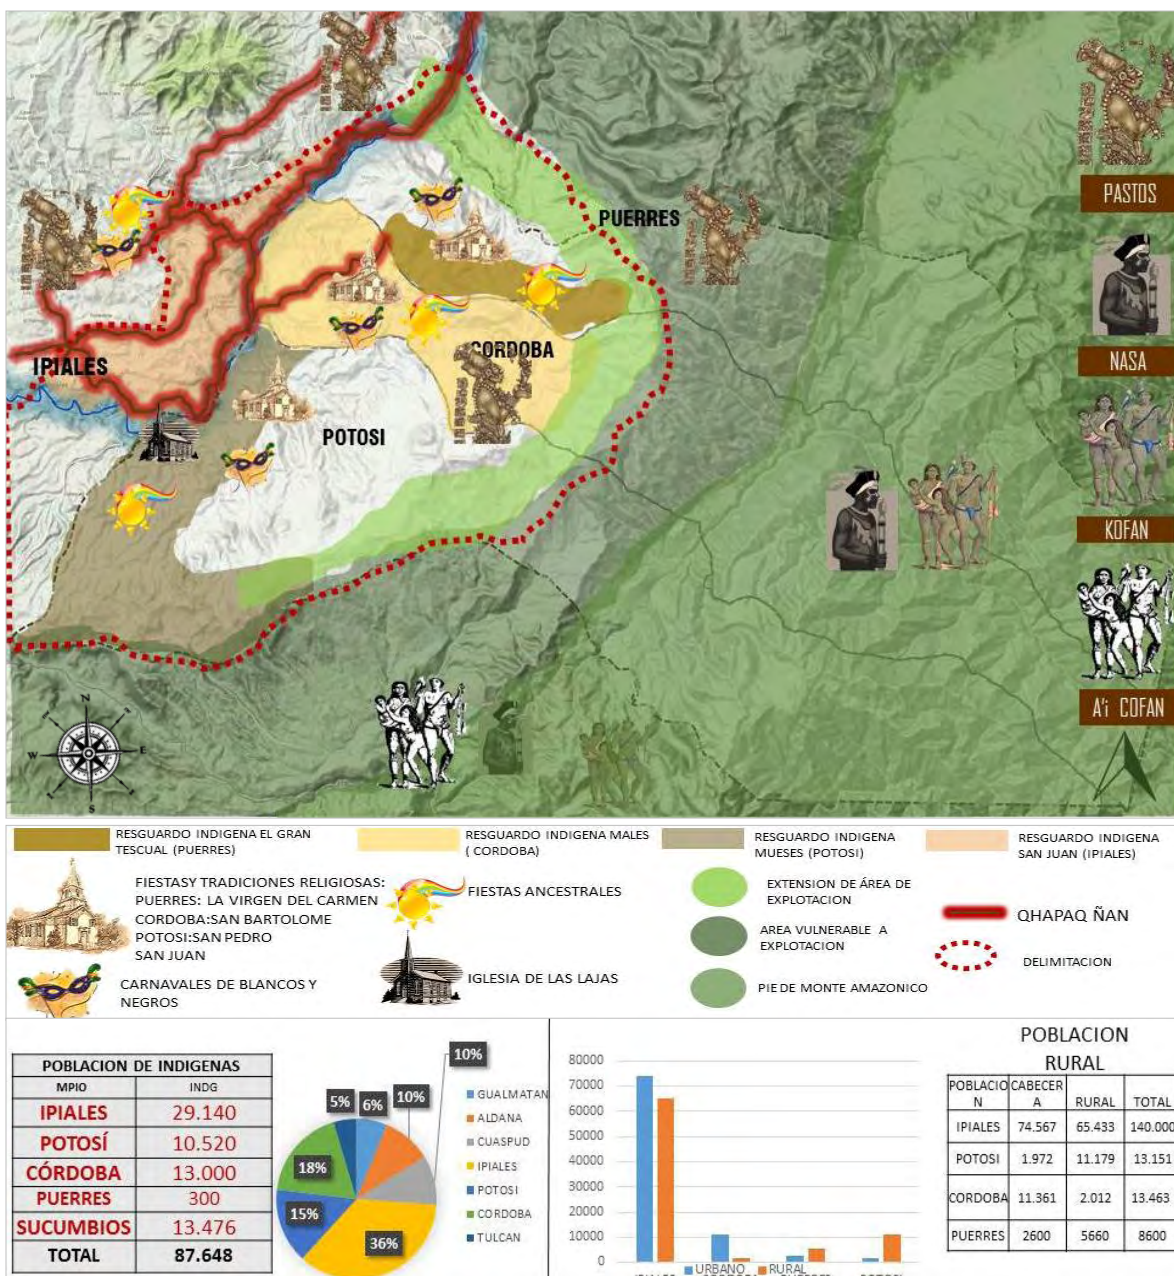 PUERRES
CORDOBA
IPIALES
POTOSI
PASTOS
NASA
KOFAN
A'i COFAN
N
W
E
S
RESGUARDO INDIGENA EL GRAN
TESCUAL (PUERRES)
RESGUARDO INDIGENA MALES
( CORDOBA)
RESGUARDO INDIGENA
MUESES (POTOSI)
RESGUARDO INDIGENA
SAN JUAN (IPIALES)
FIESTASY TRADICIONES RELIGIOSAS:
PUERRES: LA VIRGEN DEL CARMEN
CORDOBA:SAN BARTOLOME
POTOSI:SAN PEDRO
SAN JUAN
FIESTAS ANCESTRALES
EXTENSION DE ÁREA DE
EXPLOTACION
QHAPAQ ÑAN
AREA VULNERABLE A
EXPLOTACION
DELIMITACION
CARNAVALES DE BLANCOS Y
NEGROS
IGLESIA DE LAS LAJAS
PIE DE MONTE AMAZONICO
POBLACION DE INDIGENAS
MPIO INDG
IPIALES 29.140
POTOSÍ 10.520
CÓRDOBA 13.000
PUERRES 300
SUCUMBIOS 13.476
TOTAL 87.648
10%
5%
6%
10%
18%
15%
36%
GUALMATAN
ALDANA
CUASPUD
IPIALES
POTOSI
CORDOBA
TULCAN
80000
70000
60000
50000
40000
30000
20000
10000
0
URBANO RURAL
POBLACION
RURAL
POBLACIO
N
CABECER
A
RURAL TOTAL
IPIALES 74.567 65.433 140.000
POTOSI 1.972 11.179 13.151
CORDOBA 11.361 2.012 13.463
PUERRES 2600 5660 8600